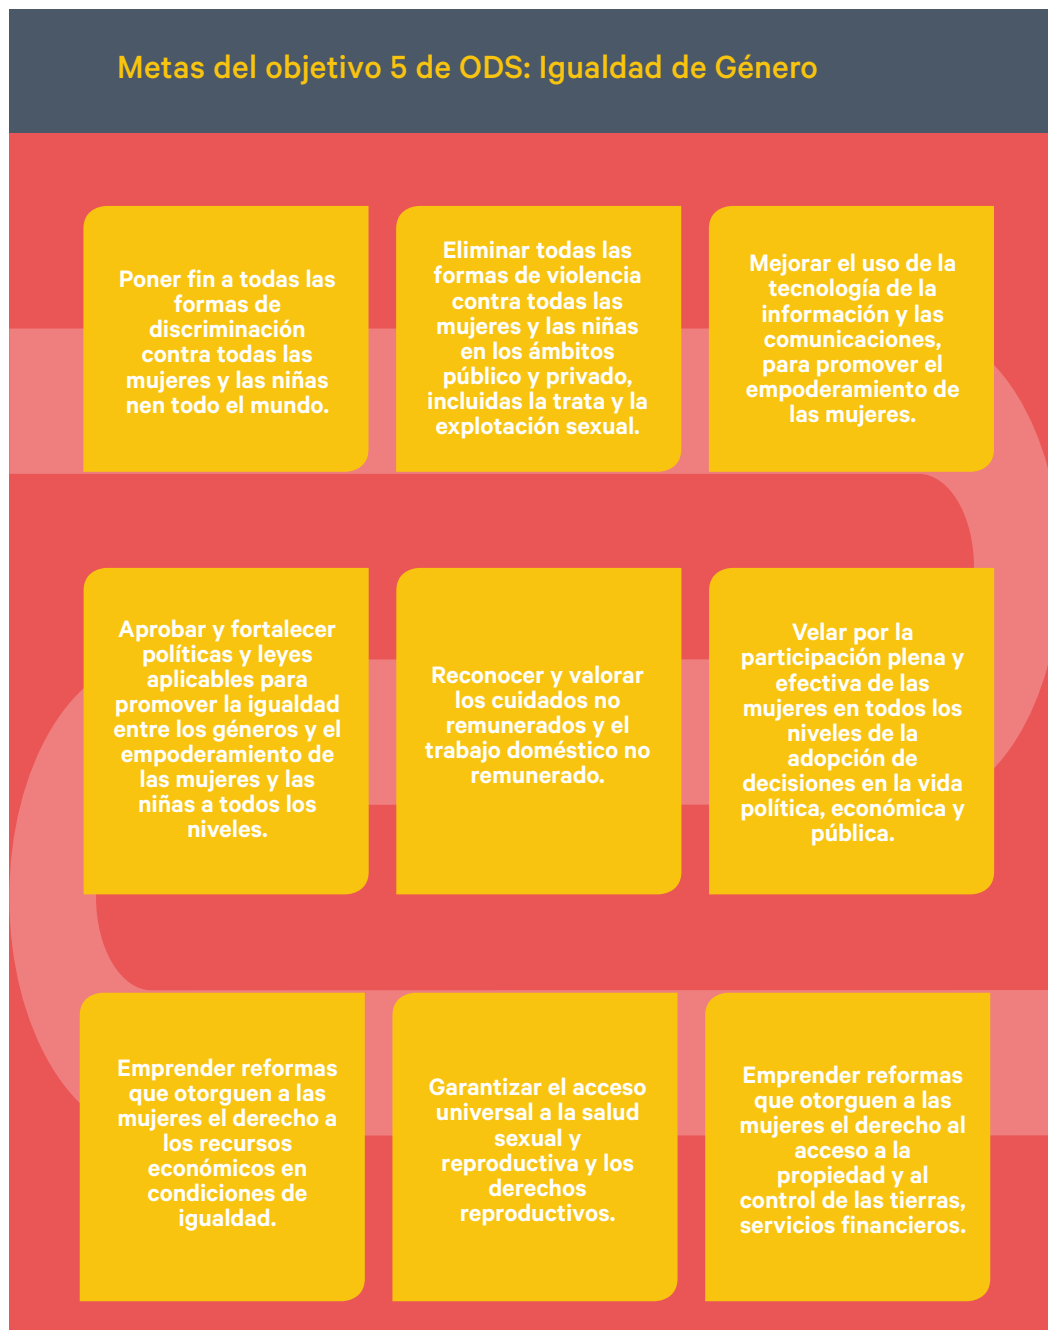 Metas del objetivo 5 de ODS: Igualdad de Género
Poner fin a todas las
formas de
discriminación
contra todas las
mujeres y las niñas
nen todo el mundo.
Eliminar todas las
formas de violencia
contra todas las
mujeres y las niñas
en los ámbitos
público y privado,
incluidas la trata y la
explotación sexual.
Mejorar el uso de la
tecnología de la
información y las
comunicaciones,
para promover el
empoderamiento de
las mujeres.
Aprobar y fortalecer
políticas y leyes
aplicables para
promover la igualdad
entre los géneros y el
empoderamiento de
las mujeres y las
niñas a todos los
niveles.
Reconocer y valorar
los cuidados no
remunerados y el
trabajo doméstico no
remunerado.
Velar por la
participación plena y
efectiva de las
mujeres en todos los
niveles de la
adopción de
decisiones en la vida
política, económica y
pública.
Emprender reformas
que otorguen a las
mujeres el derecho a
los recursos
económicos en
condiciones de
igualdad.
Garantizar el acceso
universal a la salud
sexual y
reproductiva y los
derechos
reproductivos.
Emprender reformas
que otorguen a las
mujeres el derecho al
acceso a la
propiedad y al
control de las tierras,
servicios financieros.